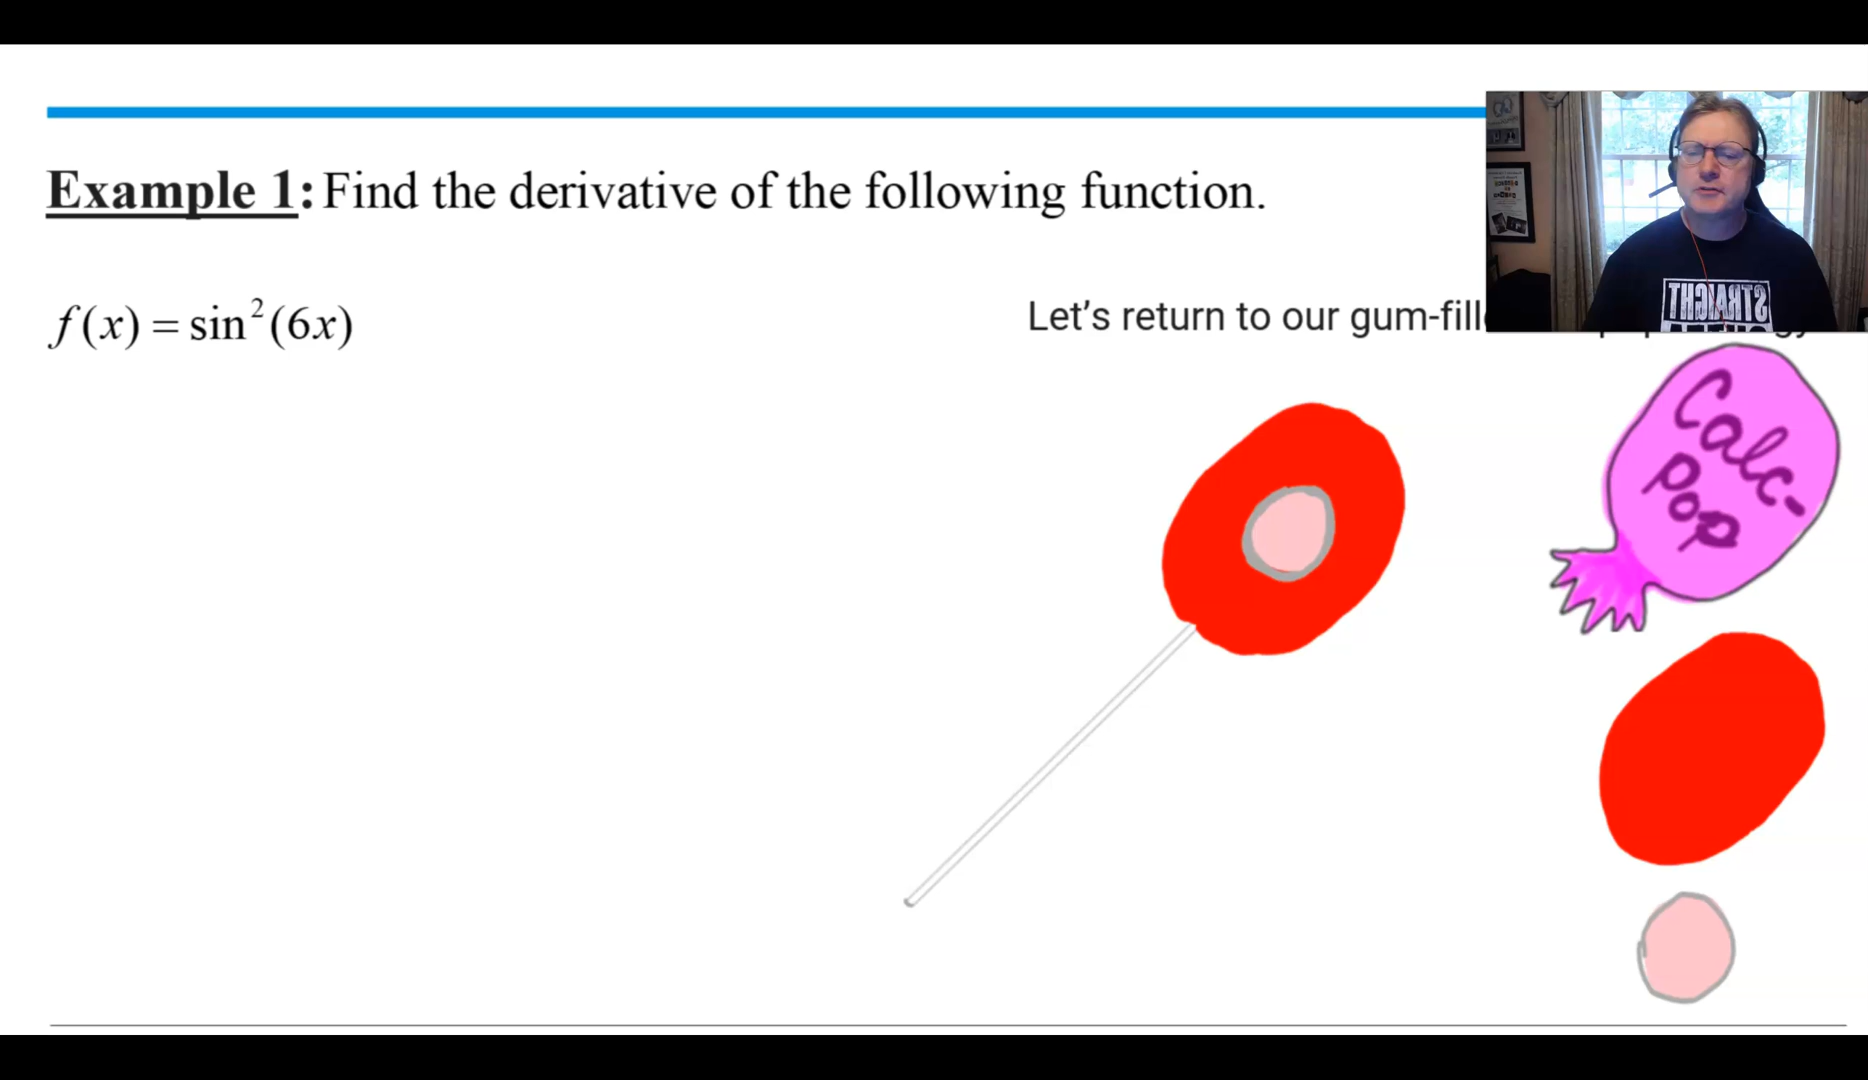 Example 1: Find the derivative of the following function.
f(x) = sin²(6x)
Let's return to our gum-fill
STRAIGHT
Calc-
Pop